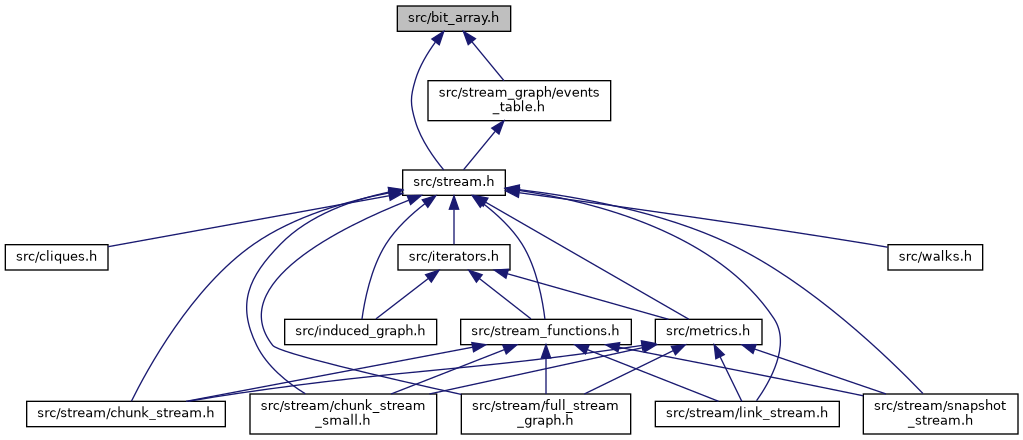 src/bit_array.h
src/stream_graph/events
_table.h
src/stream.h
src/cliques.h
src/iterators.h
src/walks.h
src/induced_graph.h
src/stream_functions.h
src/metrics.h
src/stream/chunk_stream.h
src/stream/chunk_stream
_small.h
src/stream/full_stream
_graph.h
src/stream/link_stream.h
src/stream/snapshot
_stream.h